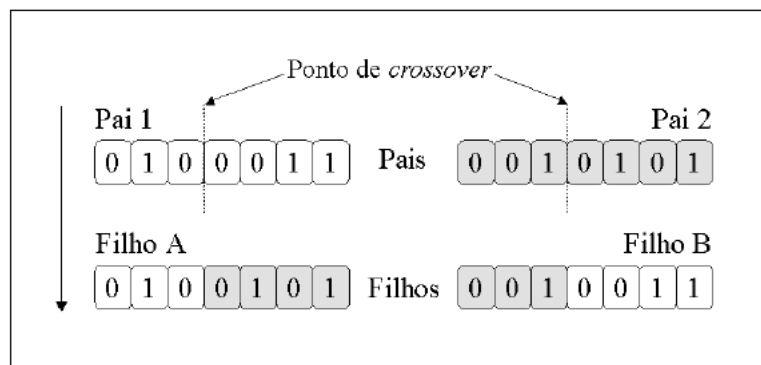 Ponto de crossover
Pai 1 Pai 2
0 1 0 0 0 1 1 Pais 0 0 1 0 1 0 1
Filho A Filho B
0 1 0 0 1 0 1 Filhos 0 0 1 0 0 1 1